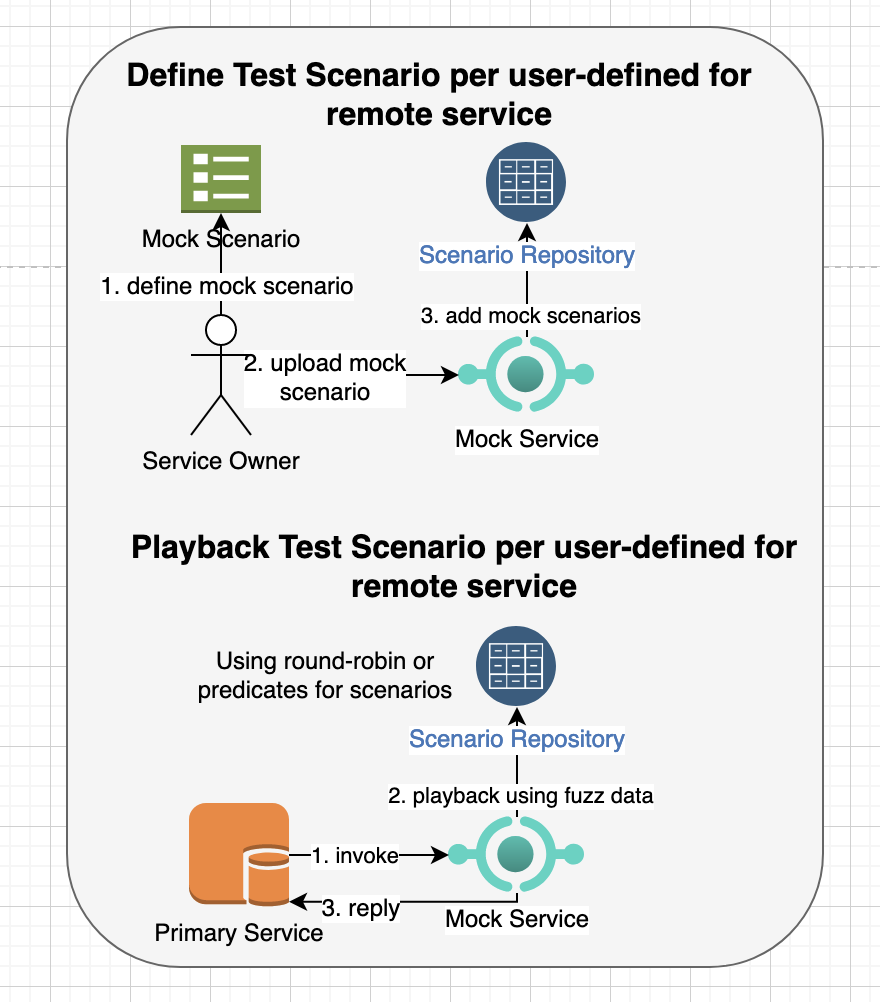 Define Test Scenario per user-defined for
remote service
Mock Scenario
Scenario Repository
1. define mock scenario
3. add mock scenarios
2. upload mock
scenario
Mock Service
Service Owner
Playback Test Scenario per user-defined for
remote service
Using round-robin or
predicates for scenarios
Scenario Repository
2. playback using fuzz data
1. invoke
3. reply
Mock Service
Primary Service